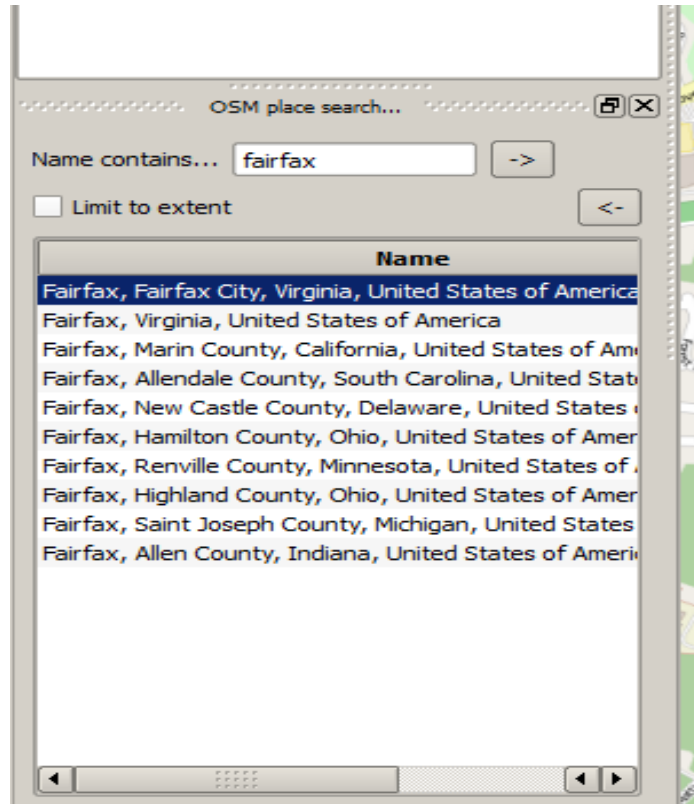 OSM place search...
Name contains... fairfax ->
Limit to extent <-
Name
Fairfax, Fairfax City, Virginia, United States of America
Fairfax, Virginia, United States of America
Fairfax, Marin County, California, United States of Am
Fairfax, Allendale County, South Carolina, United Stat
Fairfax, New Castle County, Delaware, United States
Fairfax, Hamilton County, Ohio, United States of Amer
Fairfax, Renville County, Minnesota, United States of
Fairfax, Highland County, Ohio, United States of Amer
Fairfax, Saint Joseph County, Michigan, United States
Fairfax, Allen County, Indiana, United States of Ameri